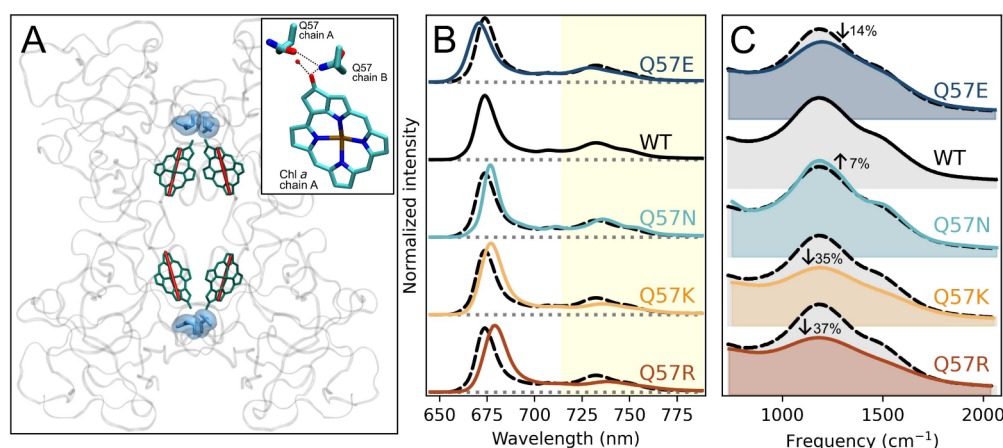 A
Q57
chain A
Q57
chain B
Chl a
chain A
B
Normalized intensity
Q57E
WT
Q57N
Q57K
Q57R
650 675 700 725 750 775
Wavelength (nm)
C
↓14%
Q57E
WT
↑7%
Q57N
↓35%
Q57K
↓37%
Q57R
1000 1500 2000
Frequency (cm⁻¹)